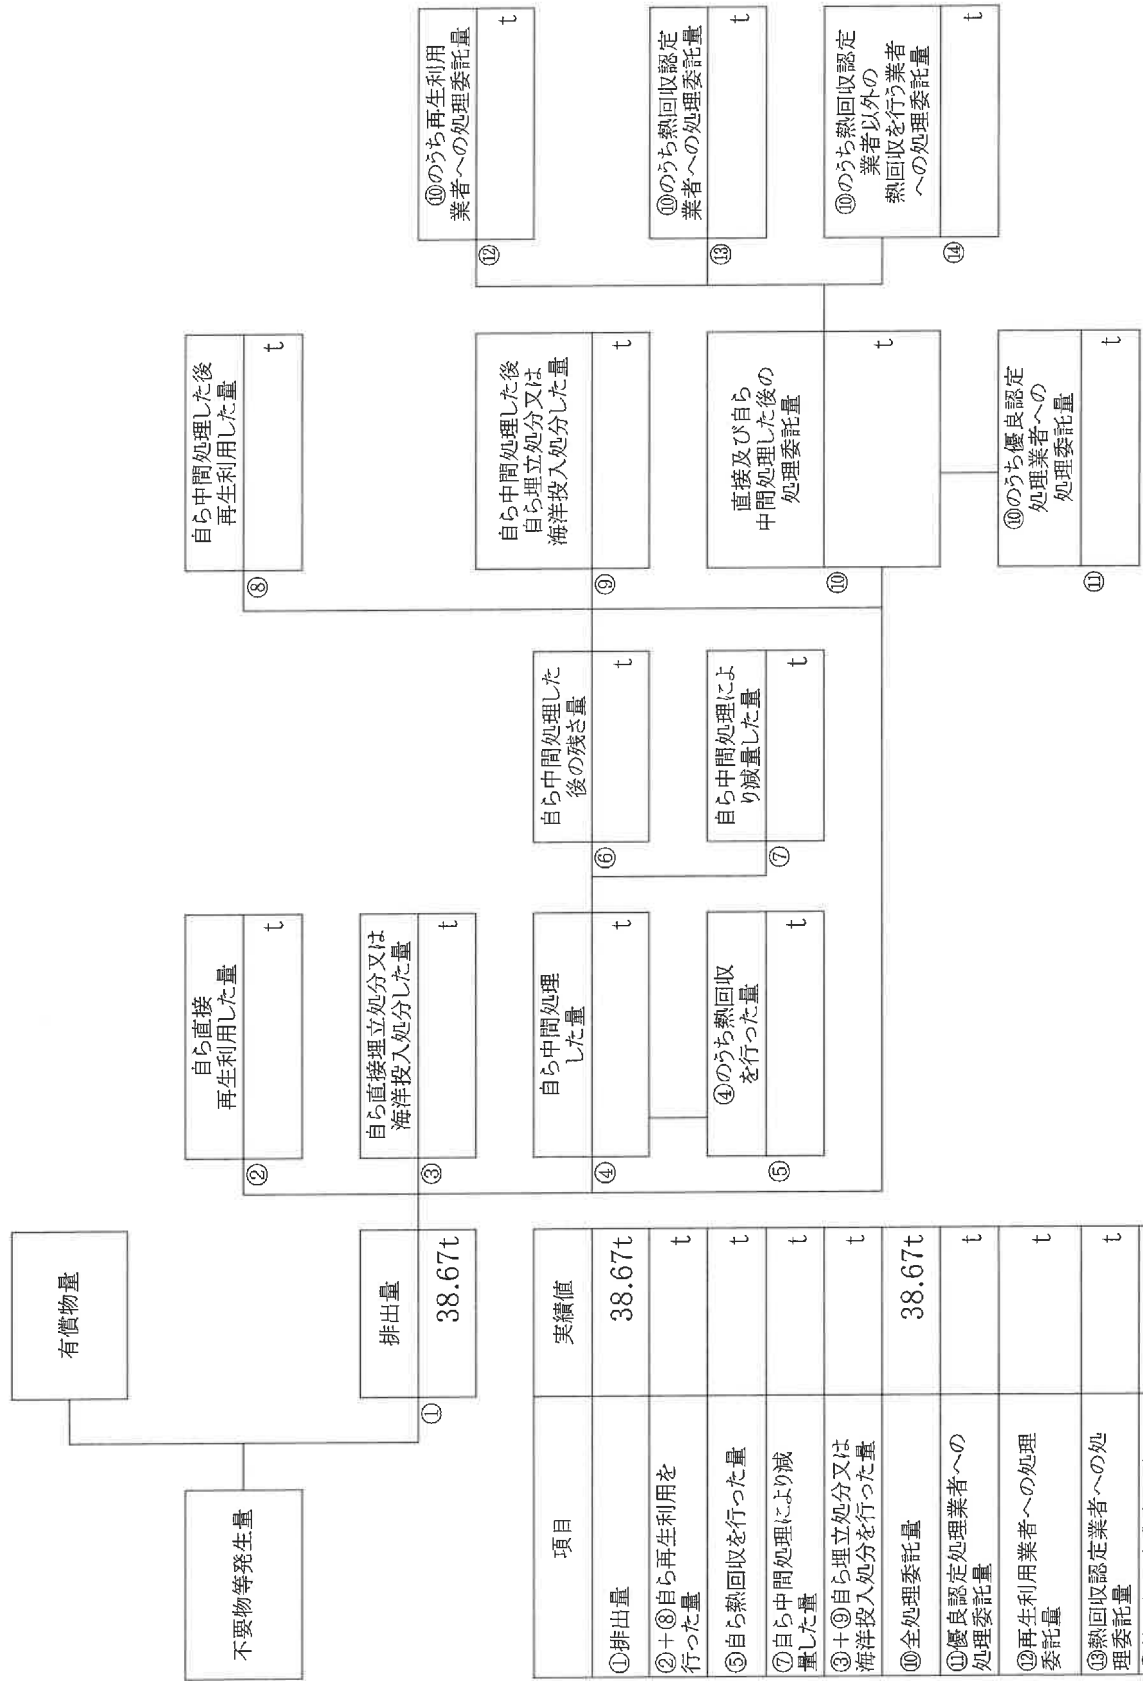 有償物量
不要物等発生量
排出量
① 38.67t
自ら直接
再生利用した量
② t
自ら直接埋立処分又は
海洋投入処分した量
③ t
自ら中間処理
した量
④ t
④のうち熱回収
を行った量
⑤ t
自ら中間処理した
後の残さ量
⑥ t
自ら中間処理によ
り減量した量
⑦ t
自ら中間処理した後
再生利用した量
⑧ t
自ら中間処理した後
自ら埋立処分又は
海洋投入処分した量
⑨ t
直接及び自ら
中間処理した後の
処理委託量
⑩ t
⑩のうち優良認定
処理業者への
処理委託量
⑪ t
⑩のうち再生利用
業者への処理委託量
⑫ t
⑩のうち熱回収認定
業者への処理委託量
⑬ t
⑩のうち熱回収認定
業者以外の
熱回収を行う業者
への処理委託量
⑭ t
項目 実績値
①排出量 38.67t
②+⑧自ら再生利用を
行った量 t
⑤自ら熱回収を行った量 t
⑦自ら中間処理により減
量した量 t
③+⑨自ら埋立処分又は
海洋投入処分を行った量 t
⑩全処理委託量 38.67t
⑪優良認定処理業者への
処理委託量 t
⑫再生利用業者への処理
委託量 t
⑬熱回収認定業者への処
理委託量 t